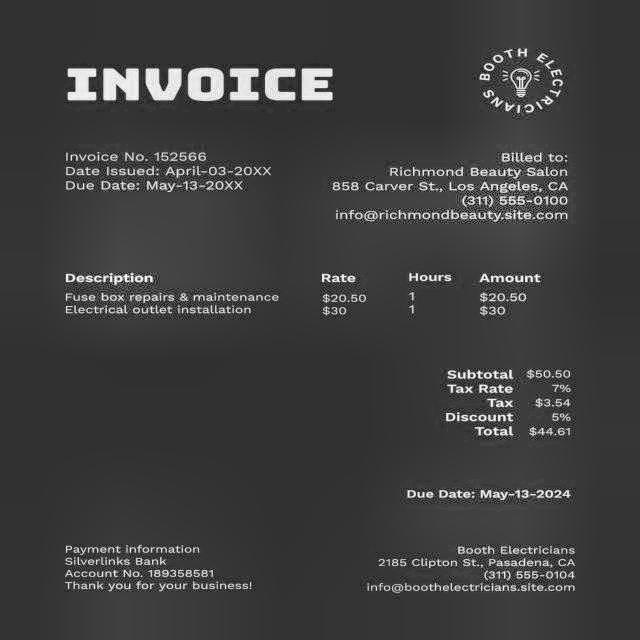 INVOICE
BOOTH ELECTRICIANS
Invoice No. 152566
Date Issued: April-03-20XX
Due Date: May-13-20XX
Billed to:
Richmond Beauty Salon
858 Carver St., Los Angeles, CA
(311) 555-0100
info@richmondbeauty.site.com
Description Rate Hours Amount
Fuse box repairs & maintenance $20.50 1 $20.50
Electrical outlet installation $30 1 $30
Subtotal $50.50
Tax Rate 7%
Tax $3.54
Discount 5%
Total $44.61
Due Date: May-13-2024
Payment information
Silverlinks Bank
Account No. 189358581
Thank you for your business!
Booth Electricians
2185 Clipton St., Pasadena, CA
(311) 555-0104
info@boothelectricians.site.com